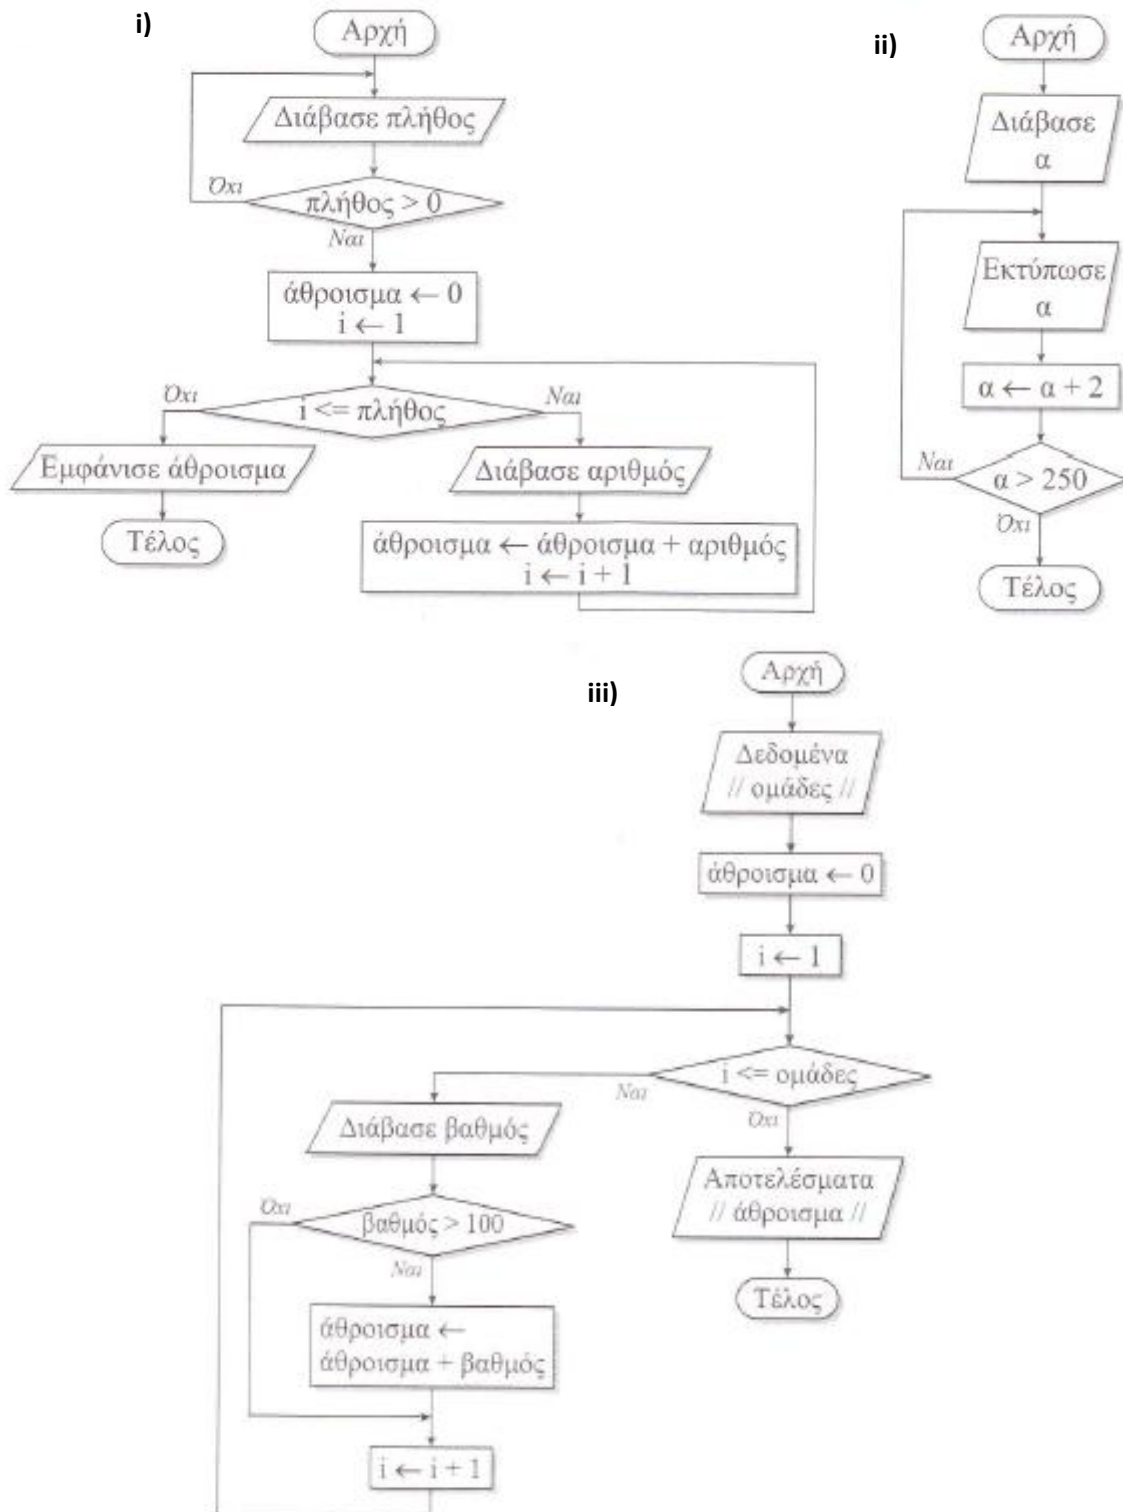 i)
Αρχή
Διάβασε πλήθος
Όχι
πλήθος > 0
Ναι
άθροισμα ← 0
i ← 1
Όχι
Ναι
i <= πλήθος
Εμφάνισε άθροισμα
Διάβασε αριθμός
Τέλος
άθροισμα ← άθροισμα + αριθμός
i ← i + 1
ii)
Αρχή
Διάβασε
α
Εκτύπωσε
α
α ← α + 2
Ναι
α > 250
Όχι
Τέλος
iii)
Αρχή
Δεδομένα
// ομάδες //
άθροισμα ← 0
i ← 1
i <= ομάδες
Ναι
Όχι
Διάβασε βαθμός
Όχι
βαθμός > 100
Ναι
άθροισμα ←
άθροισμα + βαθμός
i ← i + 1
Αποτελέσματα
// άθροισμα //
Τέλος